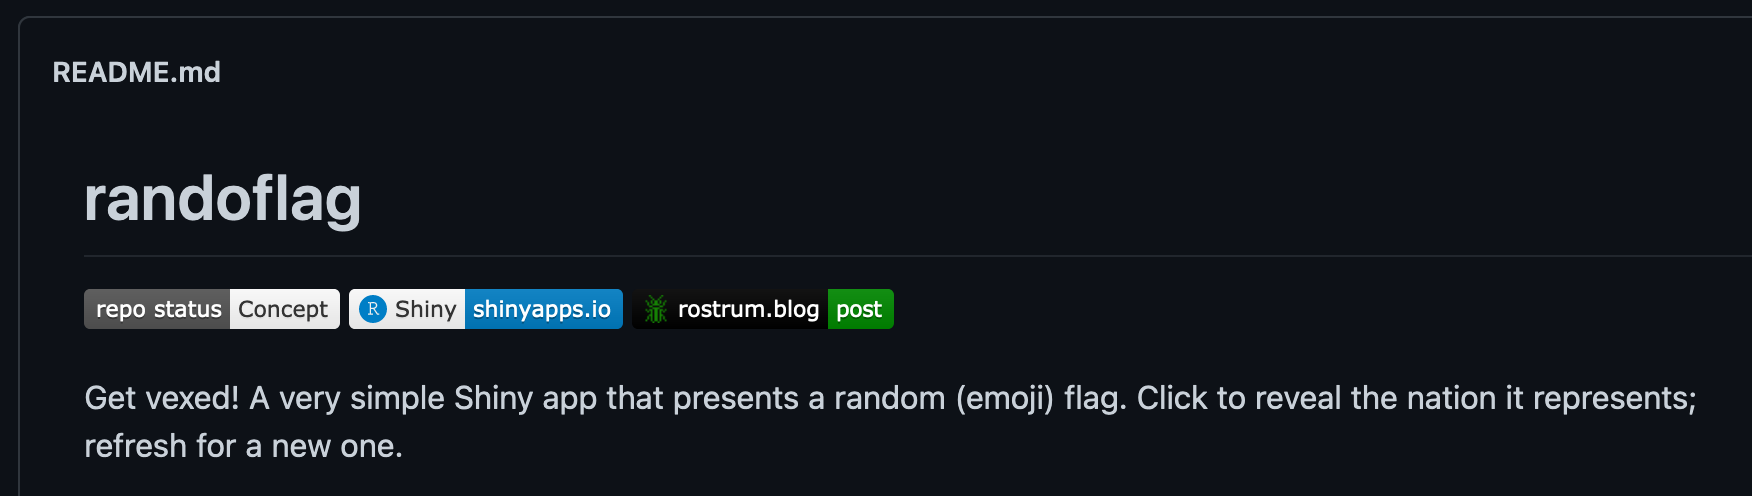 README.md
randoflag
repo status Concept R Shiny shinyapps.io rostrum.blog post
Get vexed! A very simple Shiny app that presents a random (emoji) flag. Click to reveal the nation it represents;
refresh for a new one.